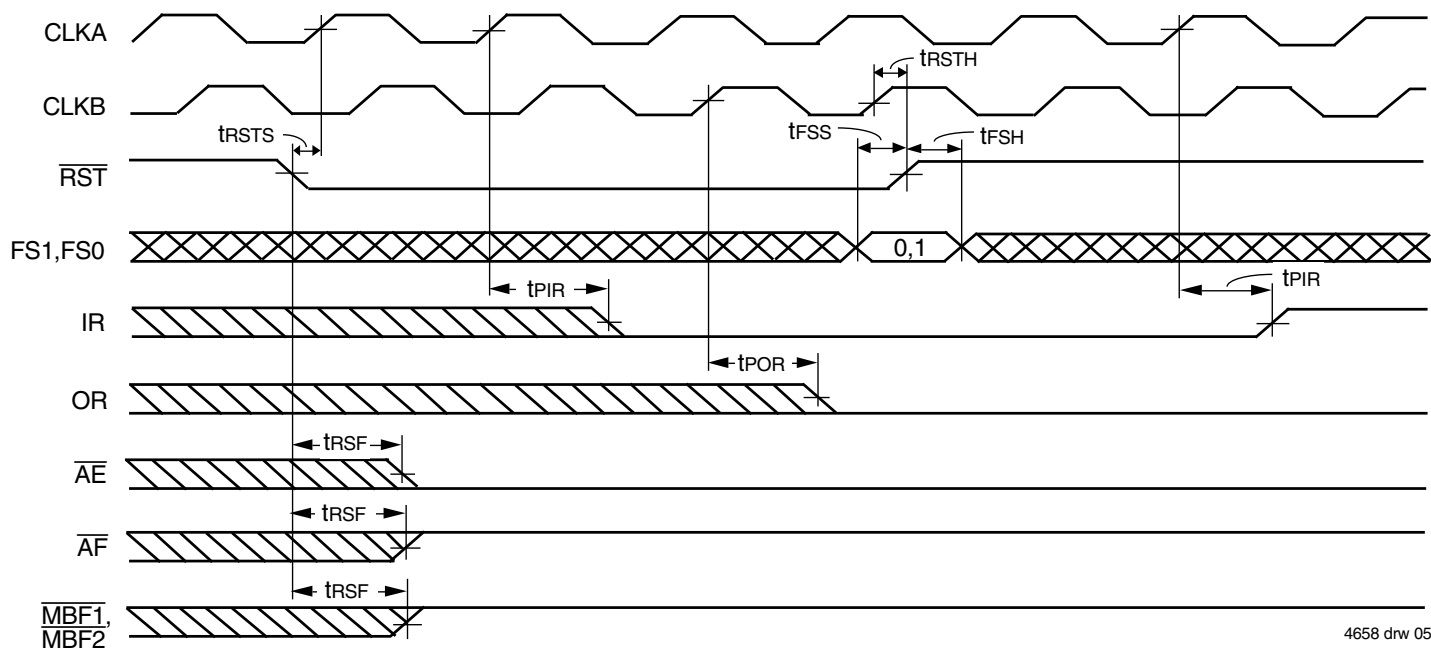 CLKA
tRSTH
CLKB
tRSTS
tFSS
tFSH
RST
FS1,FS0
0,1
tPIR
tPIR
IR
tPOR
OR
tRSF
AE
tRSF
AF
tRSF
MBF1,
MBF2
4658 drw 05